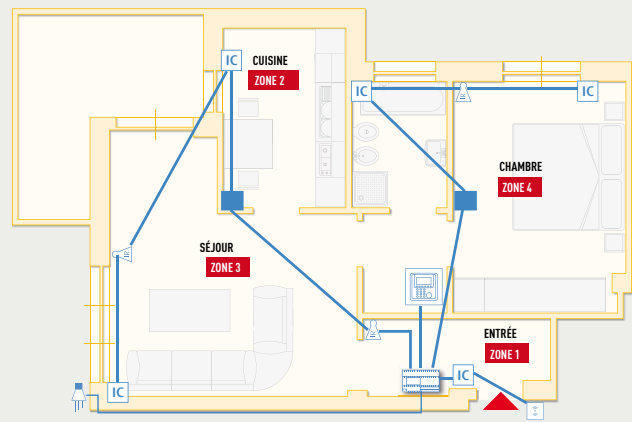 IC
CUISINE
ZONE 2
IC
IC
CHAMBRE
ZONE 4
SÉJOUR
ZONE 3
ENTRÉE
ZONE 1
IC
IC